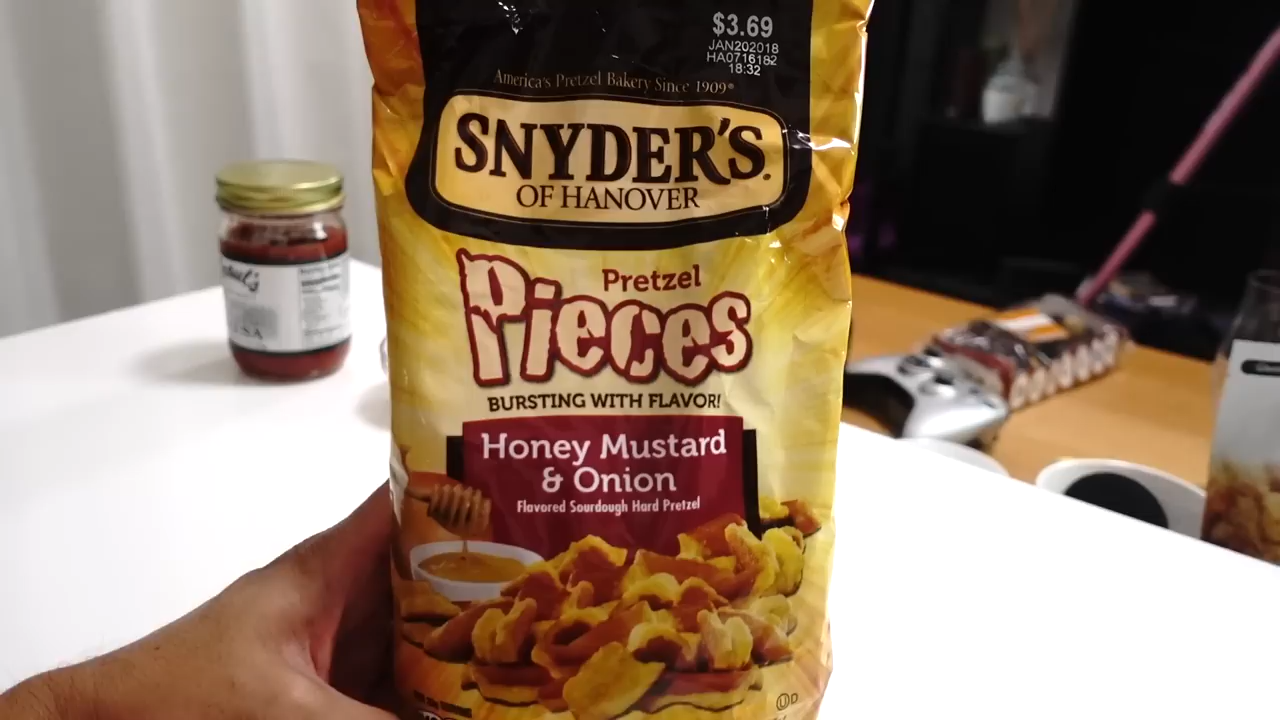 $3.69
JAN202018
HA0716182
18:32
America's Pretzel Bakery Since 1909®
SNYDER'S
OF HANOVER
Pretzel
Pieces
BURSTING WITH FLAVOR!
Honey Mustard
& Onion
Flavored Sourdough Hard Pretzel